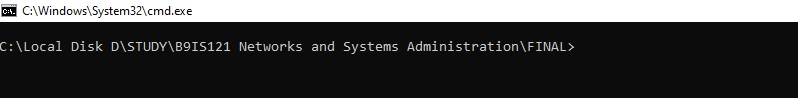 C:\Windows\System32\cmd.exe
C:\Local Disk D\STUDY\B9IS121 Networks and Systems Administration\FINAL>